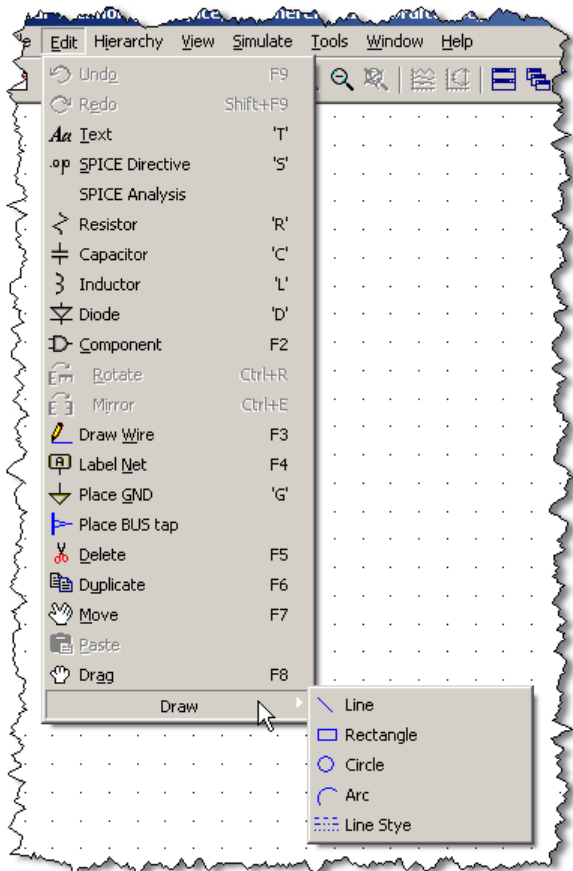 Edit Hierarchy View Simulate Tools Window Help
Undo F9
Redo Shift+F9
Aa Text 'T'
.op SPICE Directive 'S'
SPICE Analysis
Resistor 'R'
Capacitor 'C'
Inductor 'L'
Diode 'D'
Component F2
Rotate Ctrl+R
Mirror Ctrl+E
Draw Wire F3
A Label Net F4
Place GND 'G'
Place BUS tap
Delete F5
Duplicate F6
Move F7
Paste
Drag F8
Draw
Line
Rectangle
Circle
Arc
Line Stye